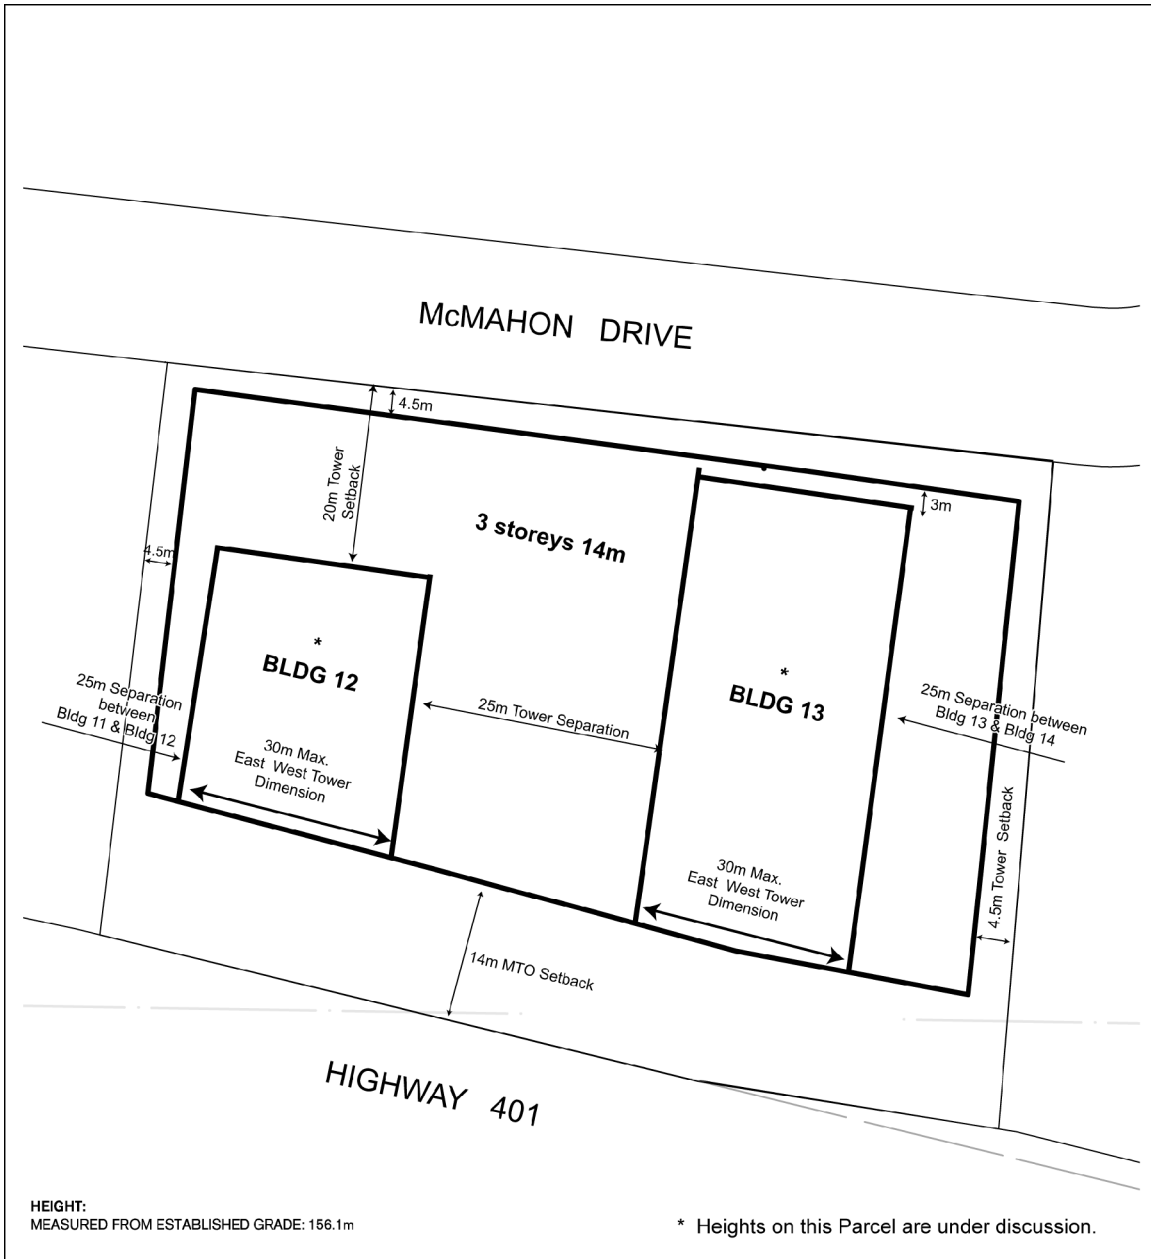 McMAHON DRIVE
4.5m
20m Tower
Setback
3m
3 storeys 14m
4.5m
*
BLDG 12
*
BLDG 13
25m Separation
between
Bldg 11 & Bldg 12
25m Tower Separation
25m Separation between
Bldg 13 & Bldg 14
30m Max.
East West Tower
Dimension
4.5m Tower Setback
30m Max.
East West Tower
Dimension
14m MTO Setback
HIGHWAY 401
HEIGHT:
MEASURED FROM ESTABLISHED GRADE: 156.1m
* Heights on this Parcel are under discussion.